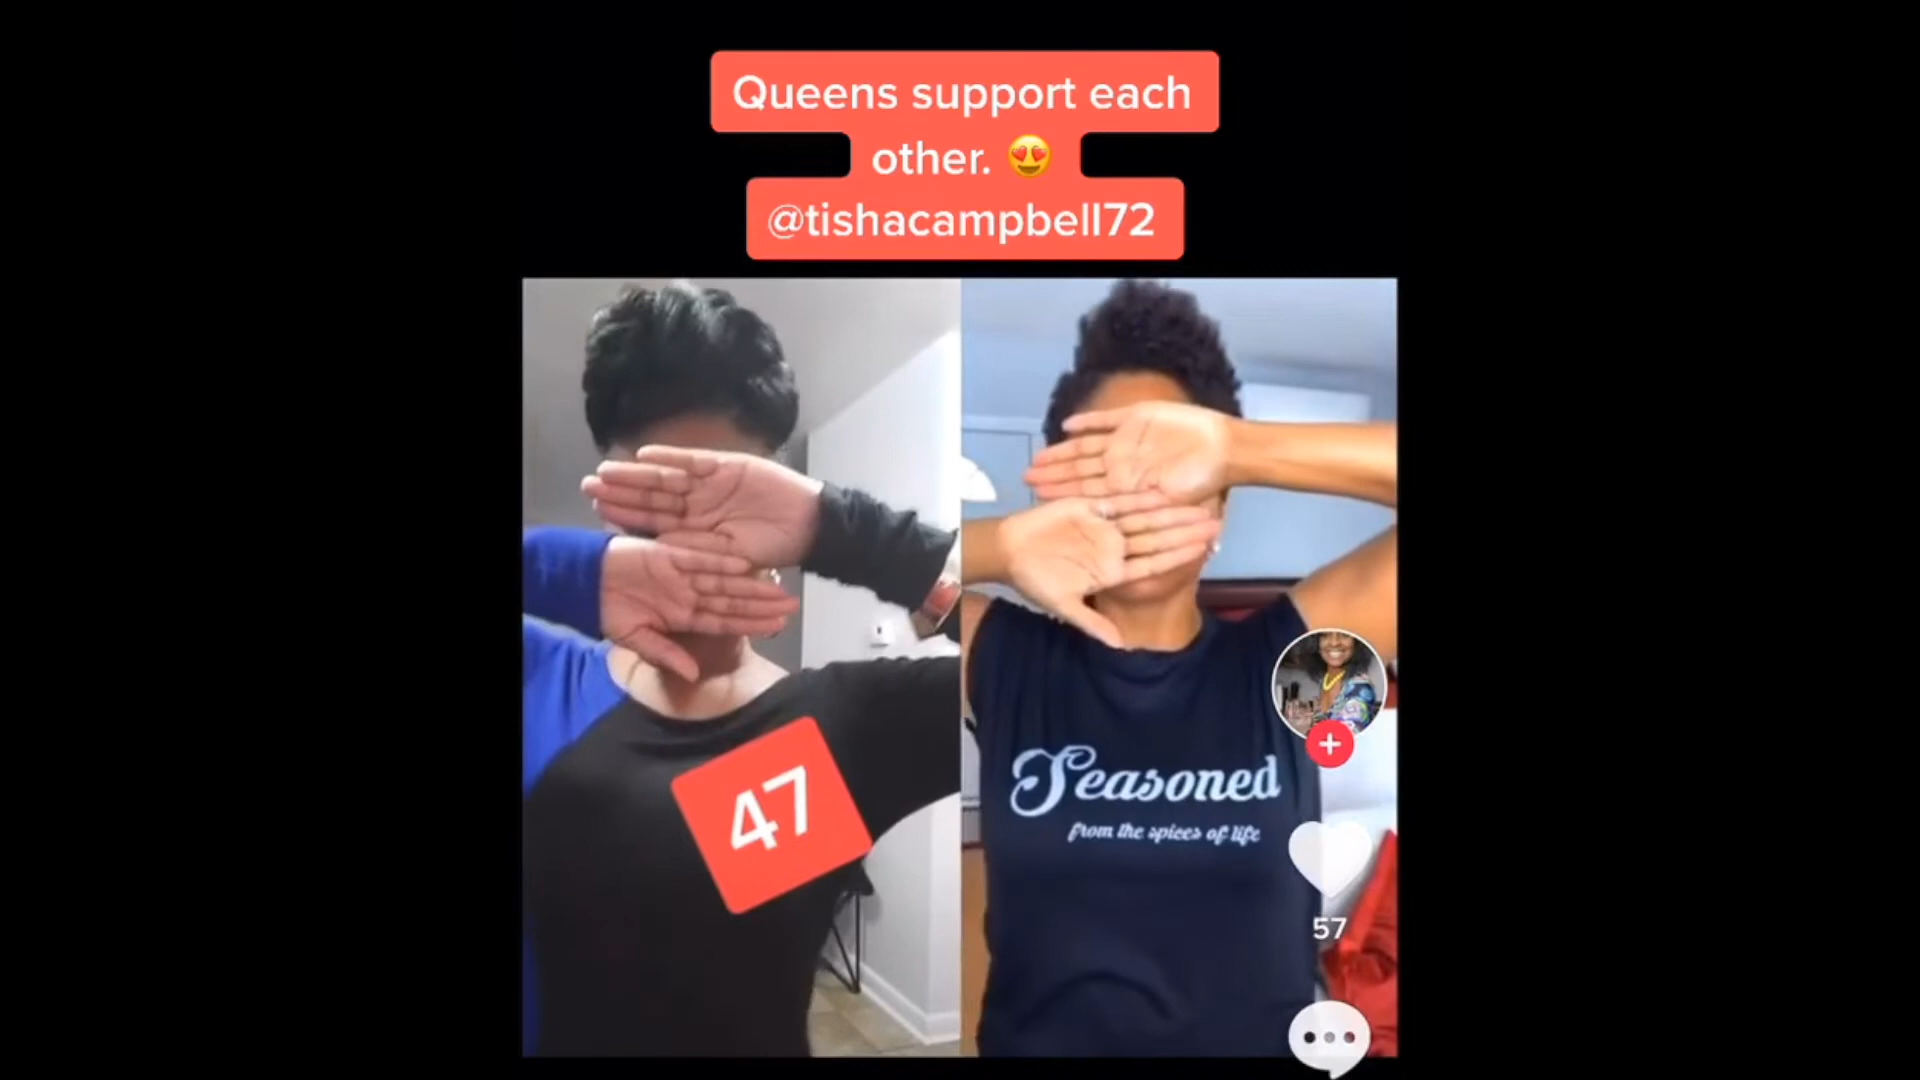 Queens support each
other. 😍
@tishacampbell72
47
Seasoned
from the spices of life
57